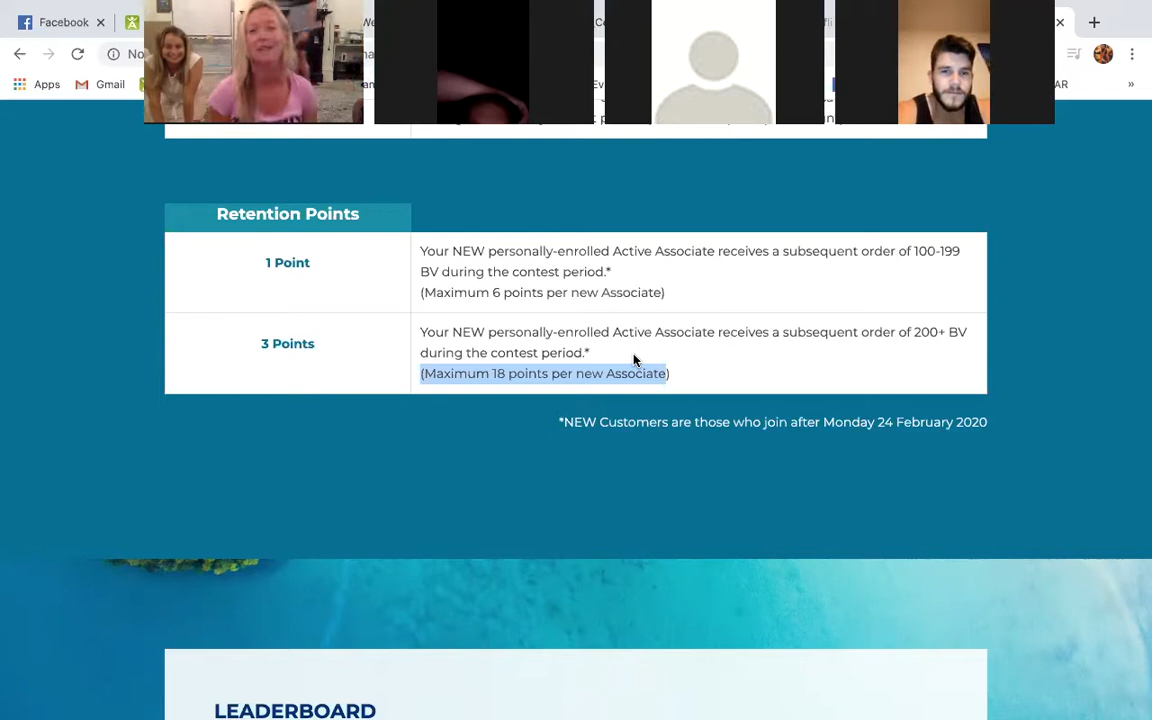 Facebook
No
Apps
Gmail
AR
»
Retention Points
1 Point
Your NEW personally-enrolled Active Associate receives a subsequent order of 100-199
BV during the contest period.*
(Maximum 6 points per new Associate)
3 Points
Your NEW personally-enrolled Active Associate receives a subsequent order of 200+ BV
during the contest period.*
(Maximum 18 points per new Associate)
*NEW Customers are those who join after Monday 24 February 2020
LEADERBOARD